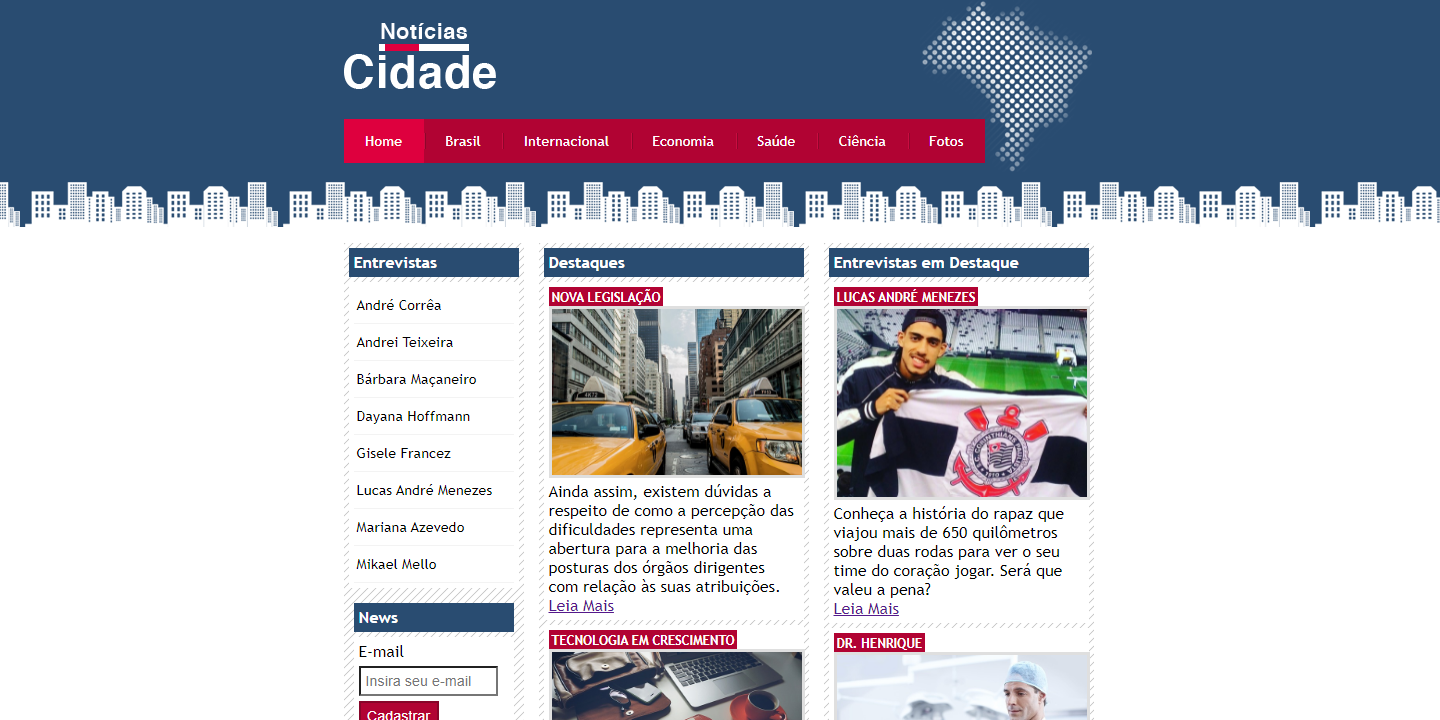 Notícias
Cidade
Home Brasil Internacional Economia Saúde Ciência Fotos
Entrevistas
André Corrêa
Andrei Teixeira
Bárbara Maçaneiro
Dayana Hoffmann
Gisele Francez
Lucas André Menezes
Mariana Azevedo
Mikael Mello
News
E-mail
Insira seu e-mail
Cadastrar
Destaques
NOVA LEGISLAÇÃO
Ainda assim, existem dúvidas a
respeito de como a percepção das
dificuldades representa uma
abertura para a melhoria das
posturas dos órgãos dirigentes
com relação às suas atribuições.
Leia Mais
TECNOLOGIA EM CRESCIMENTO
Entrevistas em Destaque
LUCAS ANDRÉ MENEZES
CORINTHIANS
1910
Conheça a história do rapaz que
viajou mais de 650 quilômetros
sobre duas rodas para ver o seu
time do coração jogar. Será que
valeu a pena?
Leia Mais
DR. HENRIQUE